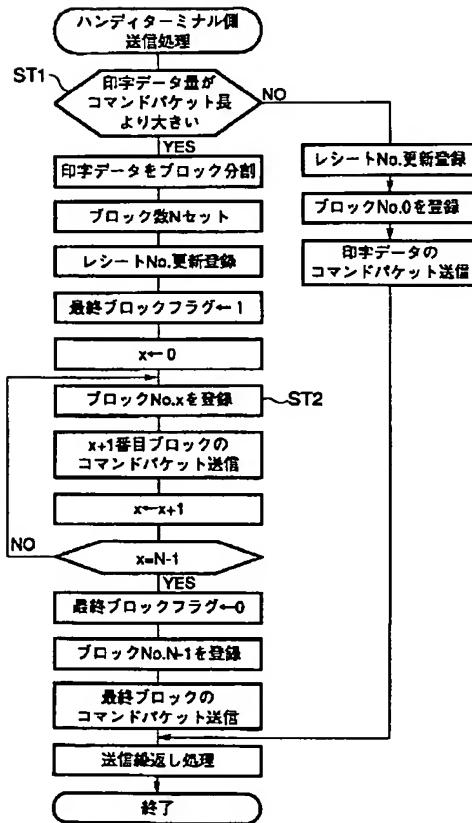 ハンディターミナル側
送信処理
ST1
印字データ量が
コマンドパケット長
より大きい
NO
YES
印字データをブロック分割
ブロック数Nセット
レシートNo.更新登録
最終ブロックフラグ←1
x←0
ブロックNo.xを登録
ST2
x+1番目ブロックの
コマンドパケット送信
x←x+1
NO
x=N-1
YES
最終ブロックフラグ←0
ブロックNo.N-1を登録
最終ブロックの
コマンドパケット送信
レシートNo.更新登録
ブロックNo.0を登録
印字データの
コマンドパケット送信
送信繰返し処理
終了